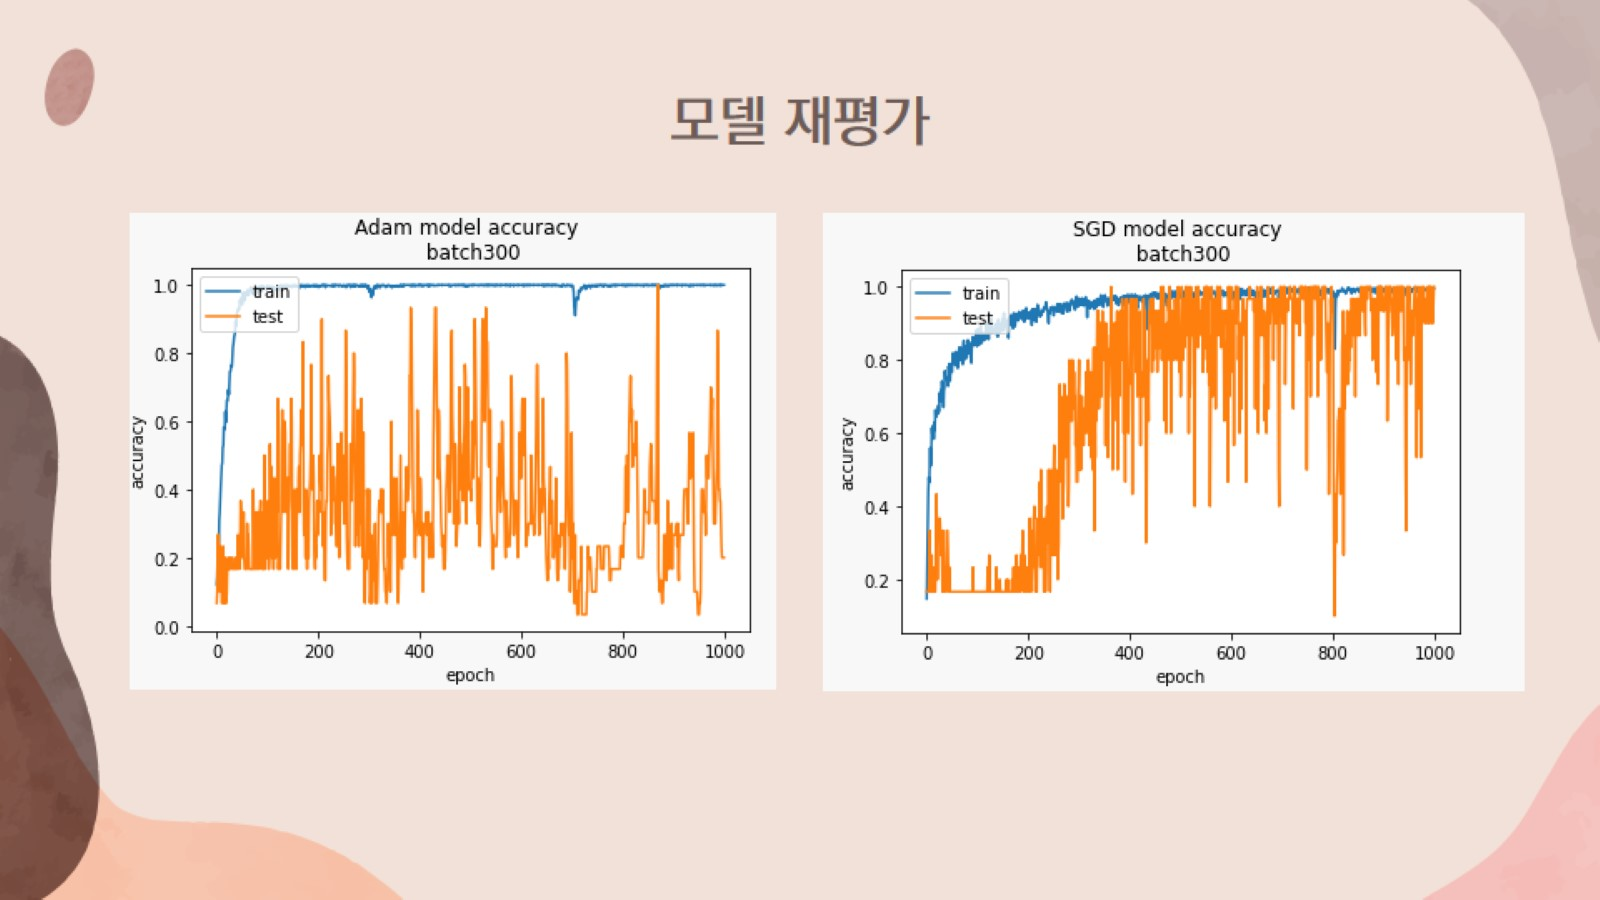 모델 재평가
Adam model accuracy
batch300
1.0
0.8
0.6
0.4
0.2
0.0
accuracy
train
test
0 200 400 600 800 1000
epoch
SGD model accuracy
batch300
1.0
0.8
0.6
0.4
0.2
accuracy
train
test
0 200 400 600 800 1000
epoch